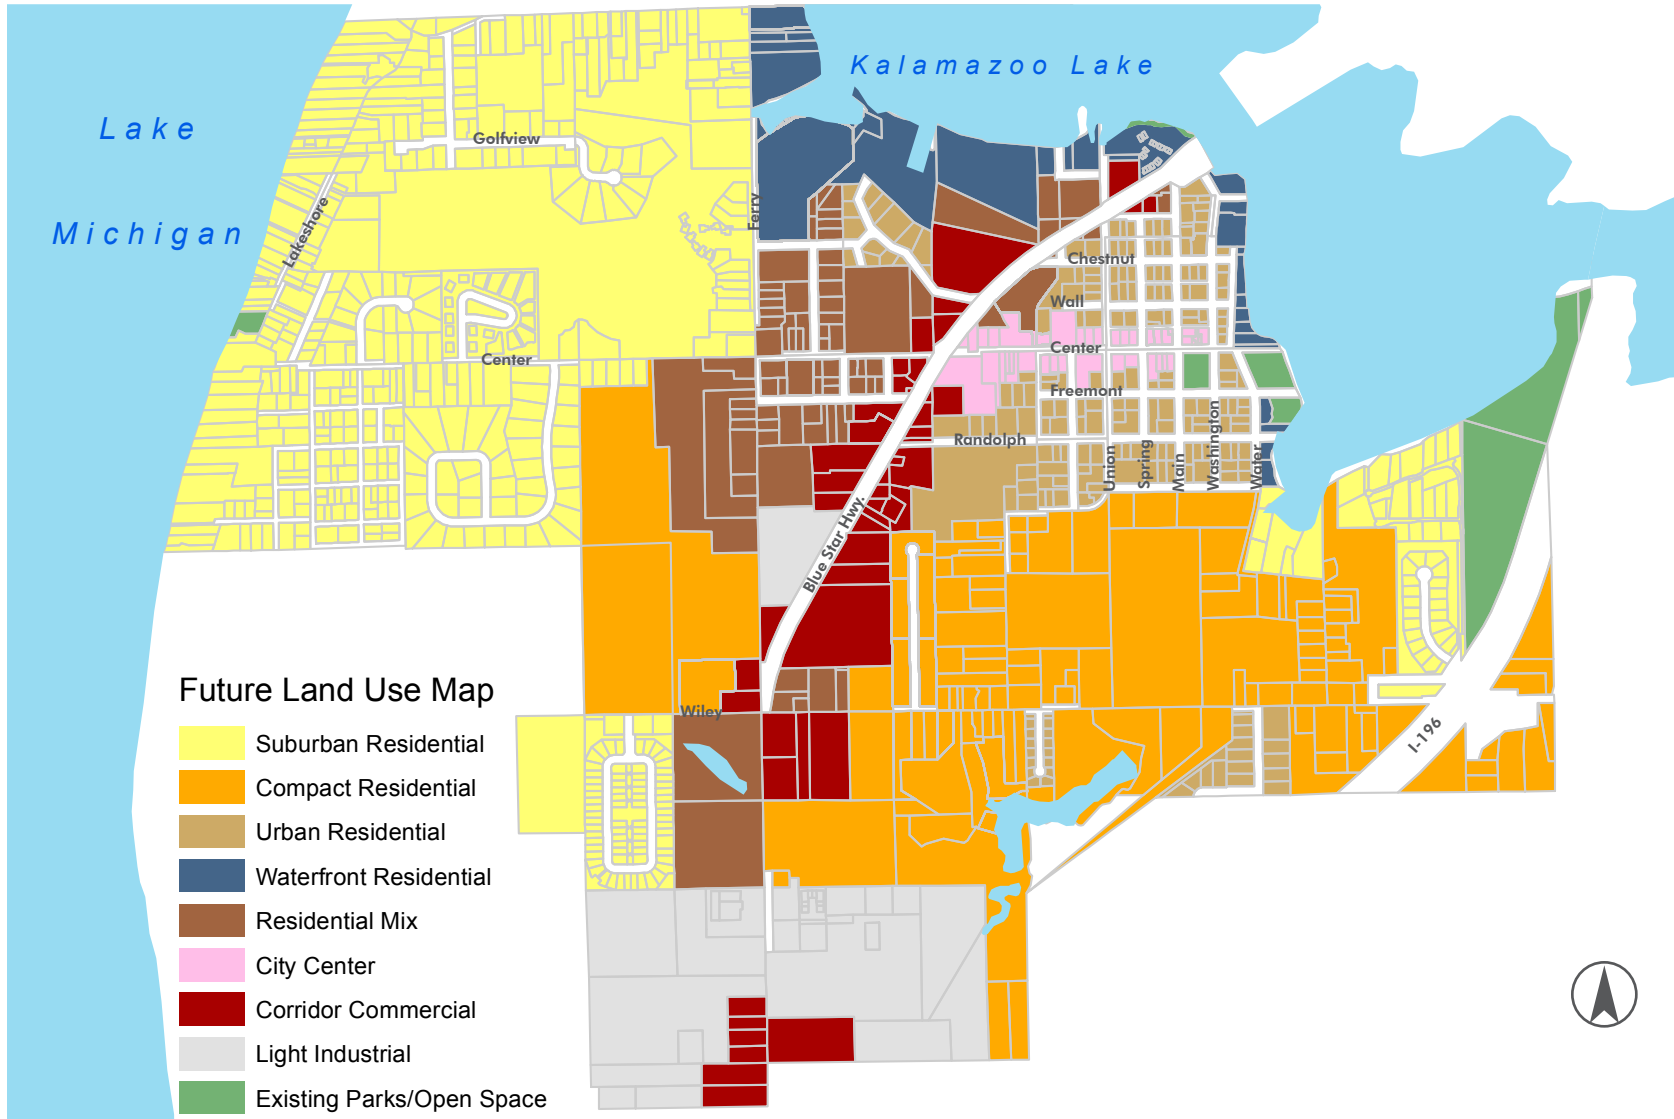 Kalamazoo Lake
Lake
Michigan
Golfview
Lakeshore
Ferry
Chestnut
Wall
Center
Center
Freemont
Randolph
Union
Spring
Main
Washington
Water
Blue Star Hwy.
Wiley
I-196
Future Land Use Map
Suburban Residential
Compact Residential
Urban Residential
Waterfront Residential
Residential Mix
City Center
Corridor Commercial
Light Industrial
Existing Parks/Open Space